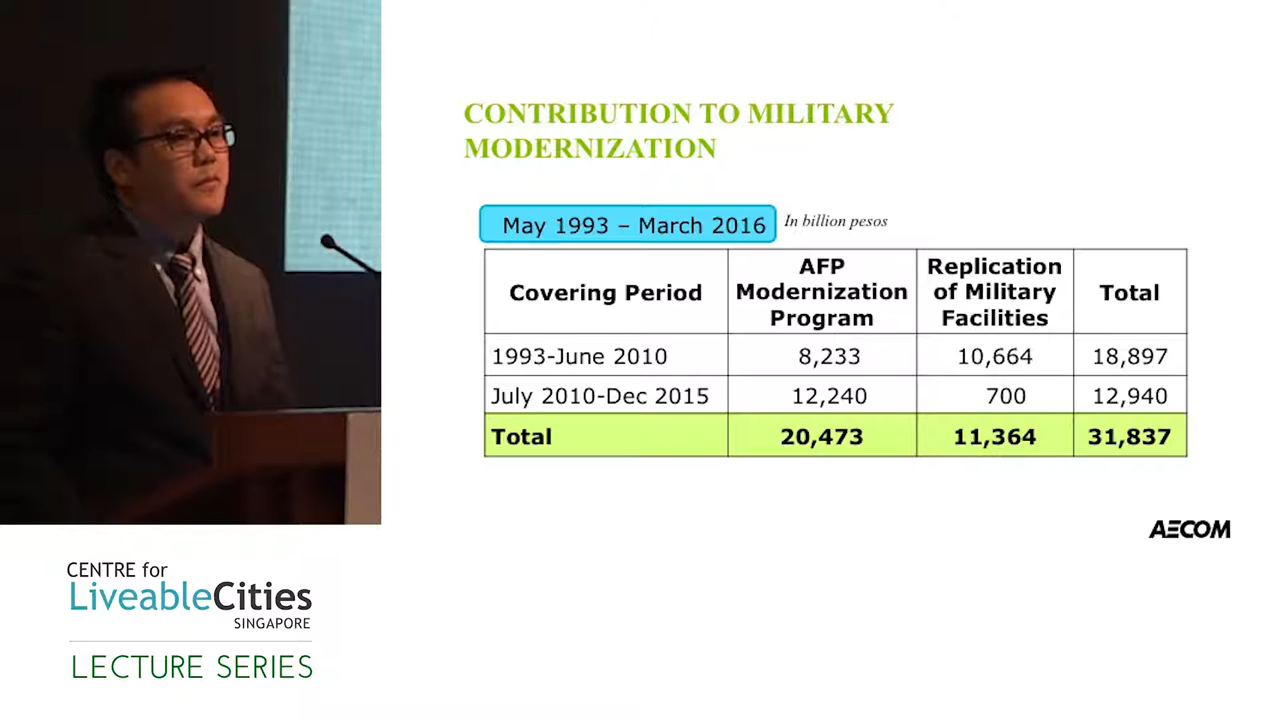 CONTRIBUTION TO MILITARY
MODERNIZATION
May 1993 – March 2016 In billion pesos
Covering Period AFP Modernization Program Replication of Military Facilities Total
1993-June 2010 8,233 10,664 18,897
July 2010-Dec 2015 12,240 700 12,940
Total 20,473 11,364 31,837
AECOM
CENTRE for
LiveableCities
SINGAPORE
LECTURE SERIES